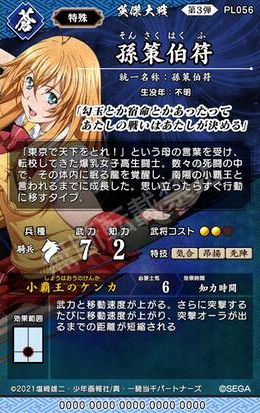 蒼 特殊 英傑大戦 第3弾 PL056
そん さく はく ふ
孫策伯符
統一名称:孫策伯符
生没年:不明
「勾玉とか宿命とかあったって
あたしの戦いはあたしが決める」
「東京で天下をとれ!」という母の言葉を受け、
転校してきた爆乳女子高生闘士。数々の死闘の中
で、その体内に眠る龍を覚醒し、南陽の小覇王と
言われるまでに成長した。思い立ったらすぐ行動
に移すタイプ。
兵種 武力 知力 武将コスト
騎兵 7 2 特技 気合 昂揚 先陣
しょうはおうのけんか 必要士気 効果時間
小覇王のケンカ 6 知力時間
効果範囲
武力と移動速度が上がる。さらに突撃する
たびに移動速度が上がり、突撃オーラが出
るまでの距離が短縮される
©2021塩崎雄二/少年画報社/真・一騎当千パートナーズ ©SEGA
0000-0000-0000-0000-0000